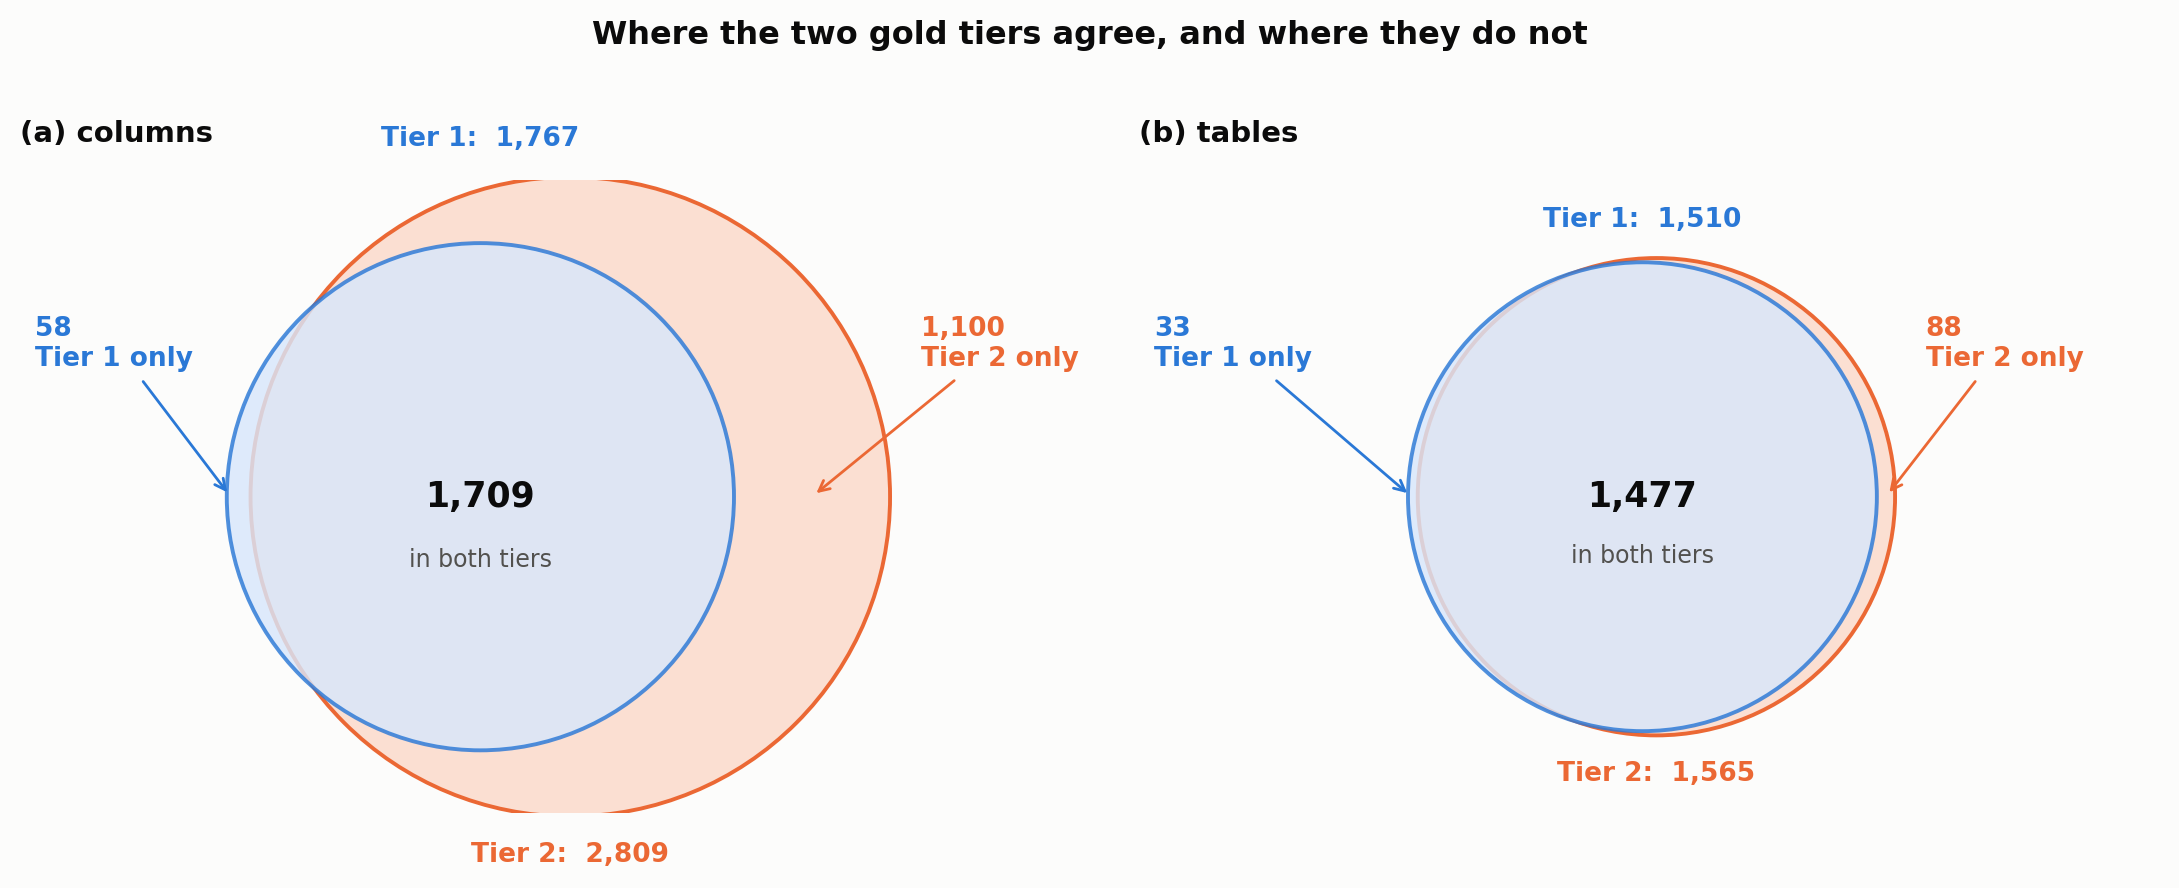 Where the two gold tiers agree, and where they do not
(a) columns
Tier 1:  1,767
58
Tier 1 only
1,100
Tier 2 only
1,709
in both tiers
Tier 2:  2,809
(b) tables
Tier 1:  1,510
33
Tier 1 only
88
Tier 2 only
1,477
in both tiers
Tier 2:  1,565